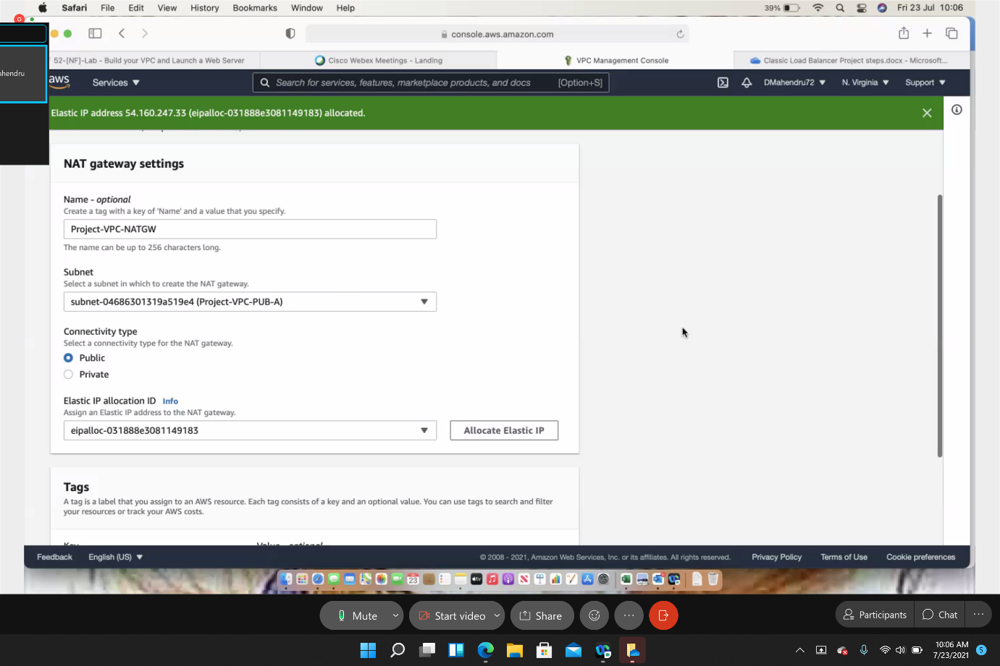 Safari File Edit View History Bookmarks Window Help
39% Fri 23 Jul 10:06
console.aws.amazon.com
52-[NF]-Lab - Build your VPC and Launch a Web Server
Cisco Webex Meetings - Landing
VPC Management Console
Classic Load Balancer Project steps.docx - Microsoft...
ahendru
aws
Services
Search for services, features, marketplace products, and docs [Option+S]
DMahendru72
N. Virginia
Support
Elastic IP address 54.160.247.33 (eipalloc-031888e3081149183) allocated.
NAT gateway settings
Name - optional
Create a tag with a key of 'Name' and a value that you specify.
Project-VPC-NATGW
The name can be up to 256 characters long.
Subnet
Select a subnet in which to create the NAT gateway.
subnet-04686301319a519e4 (Project-VPC-PUB-A)
Connectivity type
Select a connectivity type for the NAT gateway.
Public
Private
Elastic IP allocation ID Info
Assign an Elastic IP address to the NAT gateway.
eipalloc-031888e3081149183
Allocate Elastic IP
Tags
A tag is a label that you assign to an AWS resource. Each tag consists of a key and an optional value. You can use tags to search and filter
your resources or track your AWS costs.
Key Value - optional
Feedback English (US)
© 2008 - 2021, Amazon Web Services, Inc. or its affiliates. All rights reserved.
Privacy Policy Terms of Use Cookie preferences
23
tv
Mute
Start video
Share
Participants
Chat
10:06 AM
7/23/2021
5